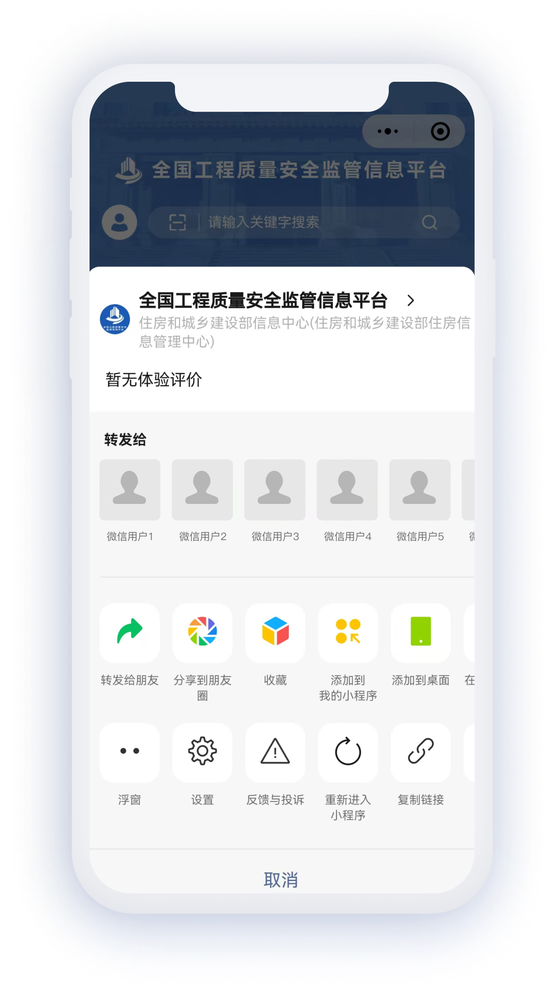 全国工程质量安全监管信息平台
请输入关键字搜索
全国工程质量安全监管信息平台
住房和城乡建设部信息中心(住房和城乡建设部住房信
息管理中心)
暂无体验评价
转发给
微信用户1
微信用户2
微信用户3
微信用户4
微信用户5
转发给朋友
分享到朋友
圈
收藏
添加到
我的小程序
添加到桌面
在
浮窗
设置
反馈与投诉
重新进入
小程序
复制链接
取消